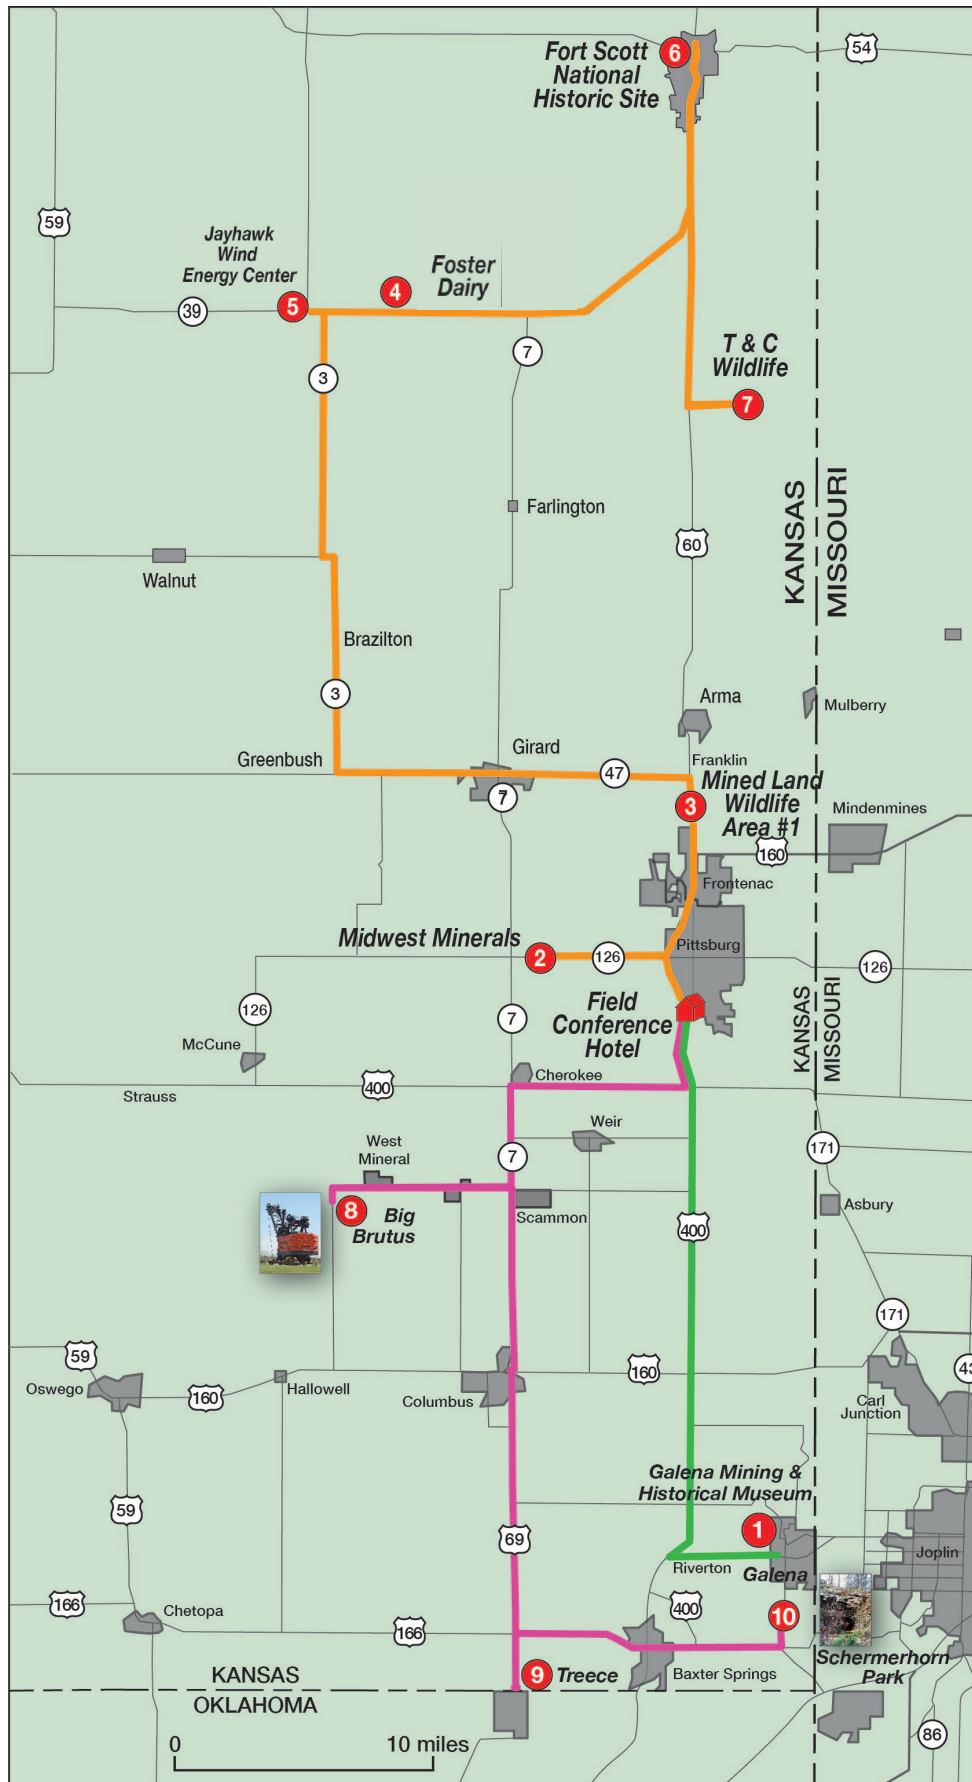 6
Fort Scott
National
Historic Site
54
59
Jayhawk
Wind
Energy Center
5
4
Foster
Dairy
39
3
7
T & C
Wildlife
7
KANSAS
MISSOURI
Farlington
60
Walnut
Brazilton
3
Arma
Mulberry
Greenbush
Girard
7
47
Franklin
3
Mined Land
Wildlife
Area #1
Mindenmines
160
Frontenac
Midwest Minerals
2
126
Pittsburg
126
126
Field
Conference
Hotel
KANSAS
MISSOURI
7
McCune
Strauss
400
Cherokee
Weir
West
Mineral
7
171
8
Big
Brutus
Scammon
Asbury
400
171
59
Oswego
160
Hallowell
Columbus
160
43
Carl
Junction
Galena Mining &
Historical Museum
59
69
1
Riverton
Galena
Joplin
166
Chetopa
166
400
10
Schermerhorn
Park
9
Treece
Baxter Springs
KANSAS
OKLAHOMA
0
10 miles
86